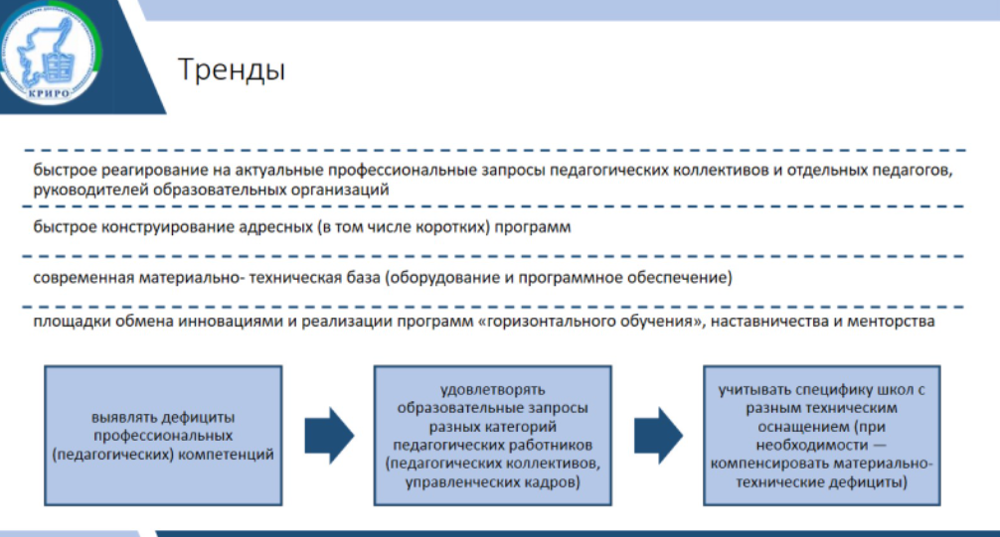 КРИРО
Тренды
быстрое реагирование на актуальные профессиональные запросы педагогических коллективов и отдельных педагогов,
руководителей образовательных организаций
быстрое конструирование адресных (в том числе коротких) программ
современная материально- техническая база (оборудование и программное обеспечение)
площадки обмена инновациями и реализации программ «горизонтального обучения», наставничества и менторства
выявлять дефициты
профессиональных
(педагогических) компетенций
удовлетворять
образовательные запросы
разных категорий
педагогических работников
(педагогических коллективов,
управленческих кадров)
учитывать специфику школ с
разным техническим
оснащением (при
необходимости —
компенсировать материально-
технические дефициты)